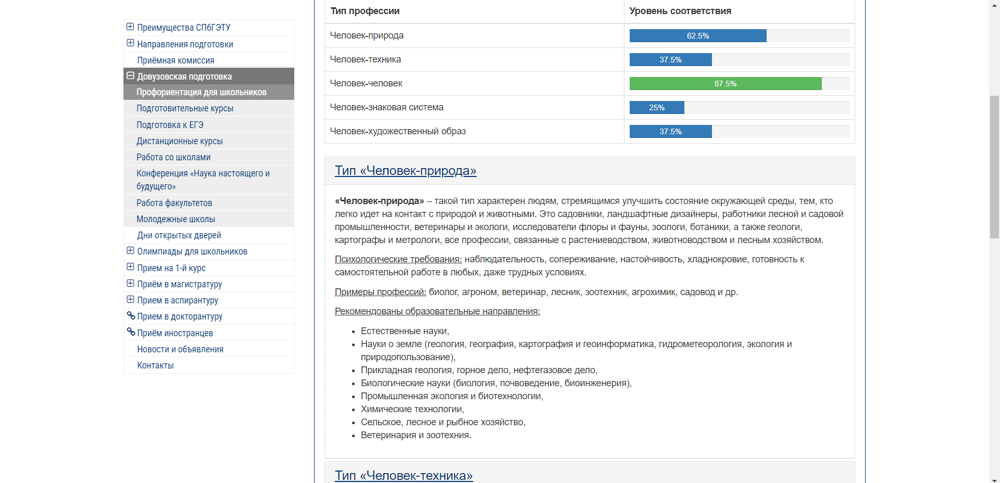 Преимущества СПбГЭТУ
Направления подготовки
Приёмная комиссия
Довузовская подготовка
Профориентация для школьников
Подготовительные курсы
Подготовка к ЕГЭ
Дистанционные курсы
Работа со школами
Конференция «Наука настоящего и
будущего»
Работа факультетов
Молодежные школы
Дни открытых дверей
Олимпиады для школьников
Прием на 1-й курс
Приём в магистратуру
Прием в аспирантуру
Прием в докторантуру
Приём иностранцев
Новости и объявления
Контакты
Тип профессии Уровень соответствия
Человек-природа 62.5%
Человек-техника 37.5%
Человек-человек 87.5%
Человек-знаковая система 25%
Человек-художественный образ 37.5%
Тип «Человек-природа»
«Человек-природа» – такой тип характерен людям, стремящимся улучшить состояние окружающей среды, тем, кто
легко идет на контакт с природой и животными. Это садовники, ландшафтные дизайнеры, работники лесной и садовой
промышленности, ветеринары и экологи, исследователи флоры и фауны, зоологи, ботаники, а также геологи,
картографы и метрологи, все профессии, связанные с растениеводством, животноводством и лесным хозяйством.
Психологические требования: наблюдательность, сопереживание, настойчивость, хладнокровие, готовность к
самостоятельной работе в любых, даже трудных условиях.
Примеры профессий: биолог, агроном, ветеринар, лесник, зоотехник, агрохимик, садовод и др.
Рекомендованы образовательные направления:
• Естественные науки,
• Науки о земле (геология, география, картография и геоинформатика, гидрометеорология, экология и
природопользование),
• Прикладная геология, горное дело, нефтегазовое дело,
• Биологические науки (биология, почвоведение, биоинженерия),
• Промышленная экология и биотехнологии,
• Химические технологии,
• Сельское, лесное и рыбное хозяйство,
• Ветеринария и зоотехния.
Тип «Человек-техника»